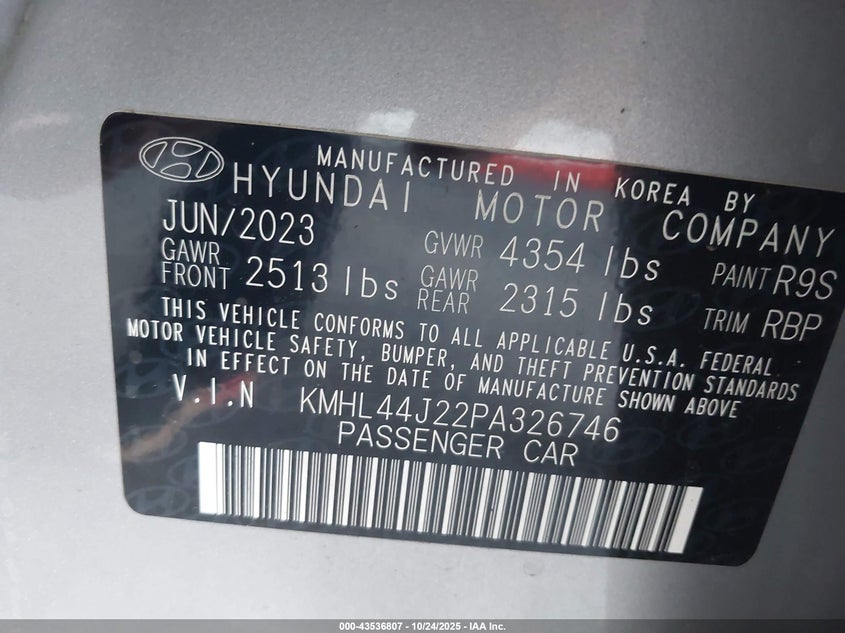 MANUFACTURED IN KOREA BY
HYUNDAI MOTOR COMPANY
JUN/2023 GVWR 4354 lbs PAINT R9S
GAWR FRONT 2513 lbs GAWR REAR 2315 lbs TRIM RBP
THIS VEHICLE CONFORMS TO ALL APPLICABLE U.S.A. FEDERAL
MOTOR VEHICLE SAFETY, BUMPER, AND THEFT PREVENTION STANDARDS
IN EFFECT ON THE DATE OF MANUFACTURE SHOWN ABOVE
V.I.N KMHL44J22PA326746
PASSENGER CAR
000-43536807 - 10/24/2025 - IAA Inc.